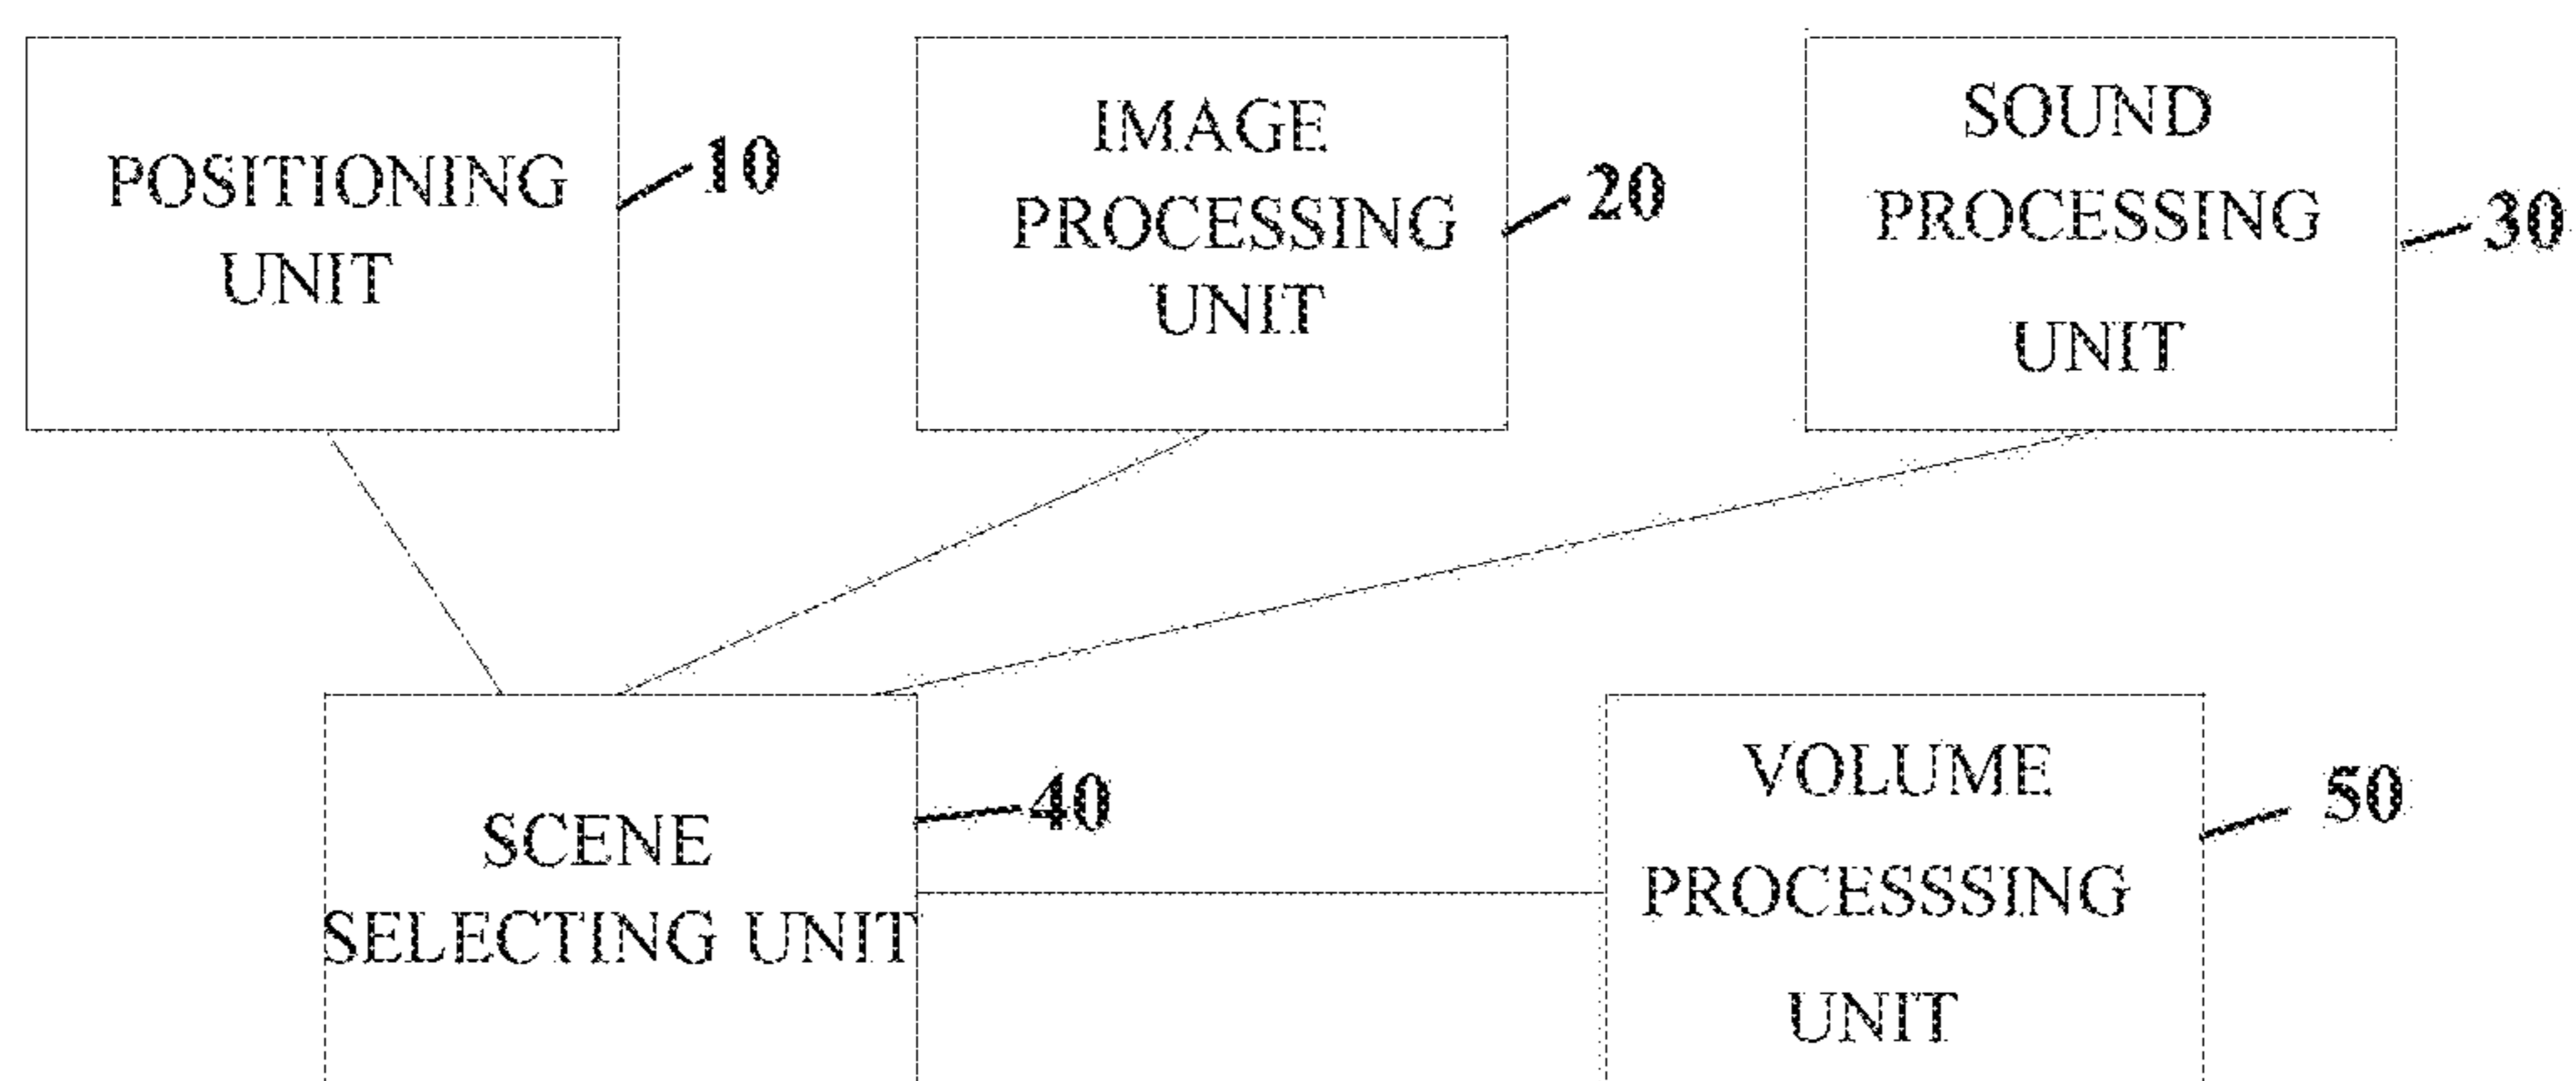 POSITIONING
UNIT
10
IMAGE
PROCESSING
UNIT
20
SOUND
PROCESSING
UNIT
30
SCENE
SELECTING UNIT
40
VOLUME
PROCESSSING
UNIT
50